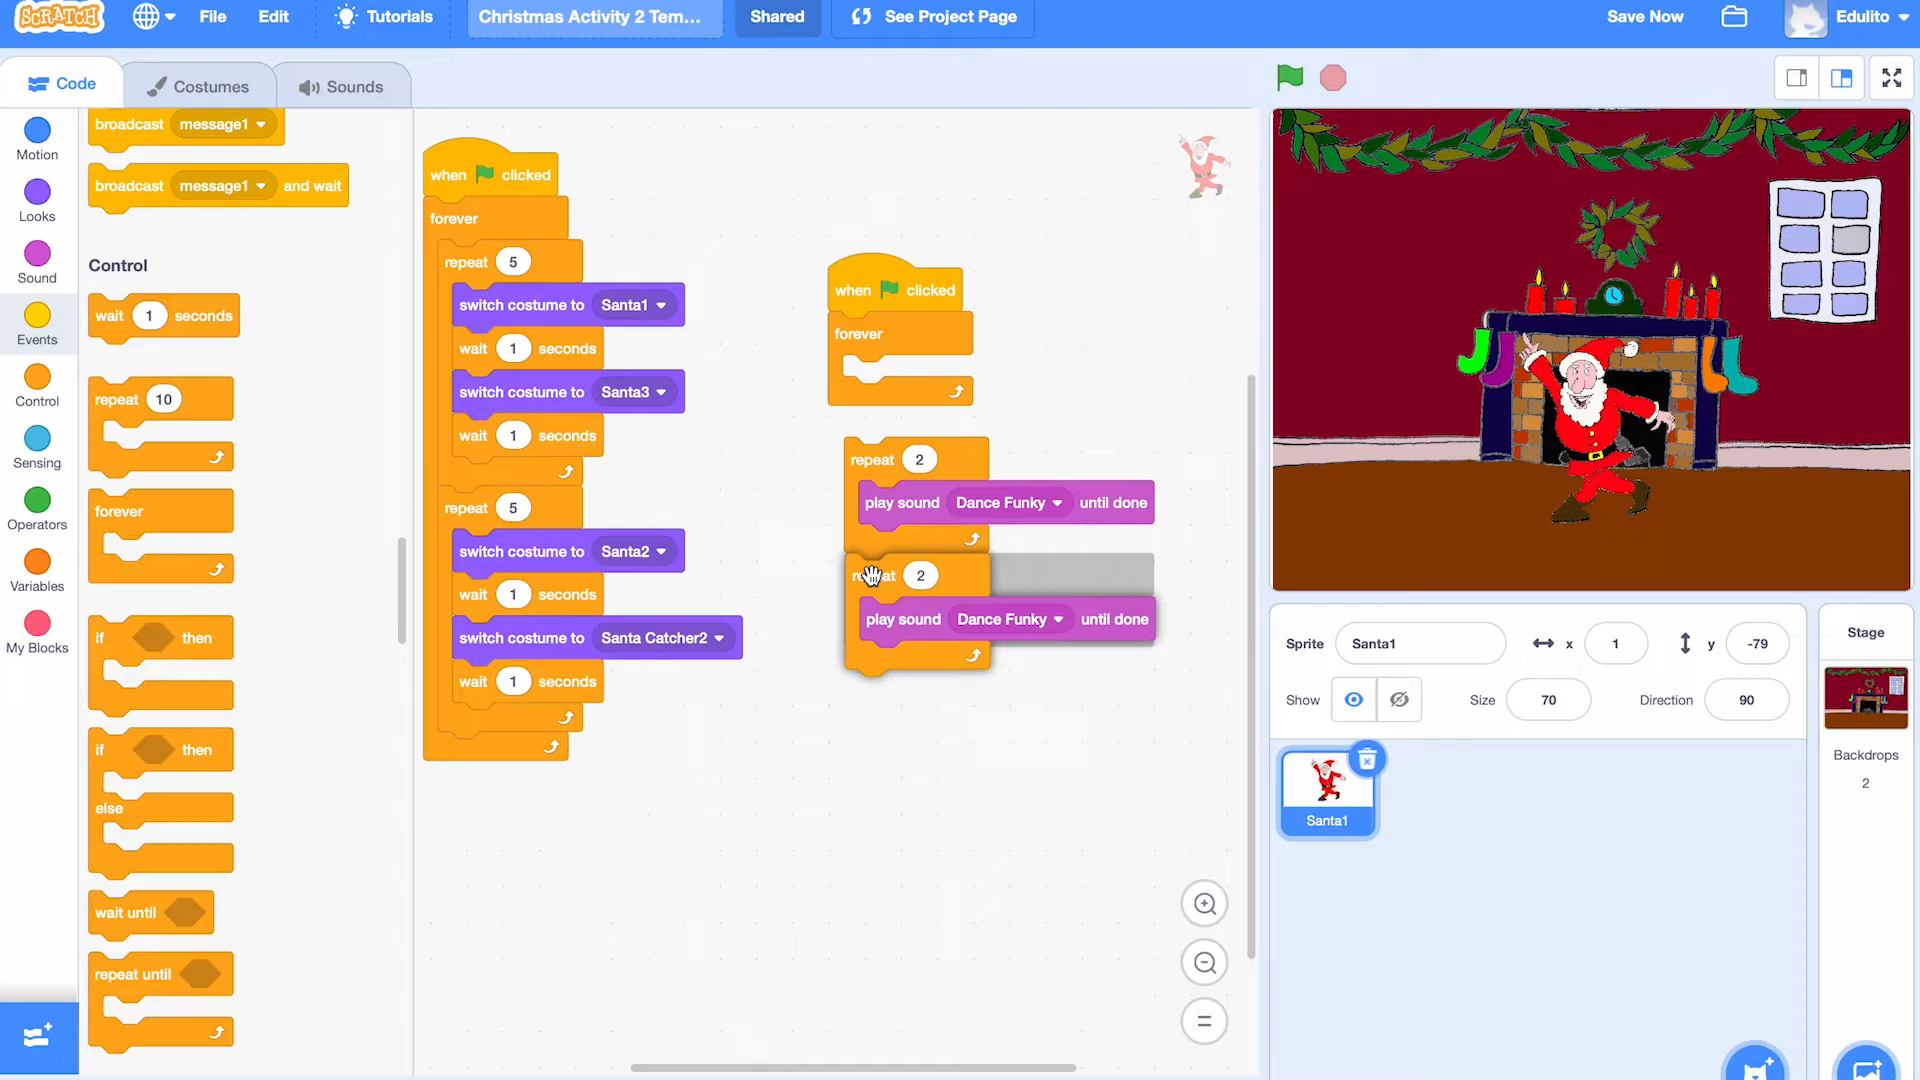 SCRATCH File Edit Tutorials Christmas Activity 2 Tem... Shared See Project Page Save Now Edulito
Code Costumes Sounds
Motion
Looks
Sound
Events
Control
Sensing
Operators
Variables
My Blocks
broadcast message1
broadcast message1 and wait
Control
wait 1 seconds
repeat 10
forever
if then
if then
else
wait until
repeat until
when clicked
forever
repeat 5
switch costume to Santa1
wait 1 seconds
switch costume to Santa3
wait 1 seconds
repeat 5
switch costume to Santa2
wait 1 seconds
switch costume to Santa Catcher2
wait 1 seconds
when clicked
forever
repeat 2
play sound Dance Funky until done
2
play sound Dance Funky until done
Sprite Santa1 x 1 y -79
Show Size 70 Direction 90
Santa1
Stage
Backdrops
2